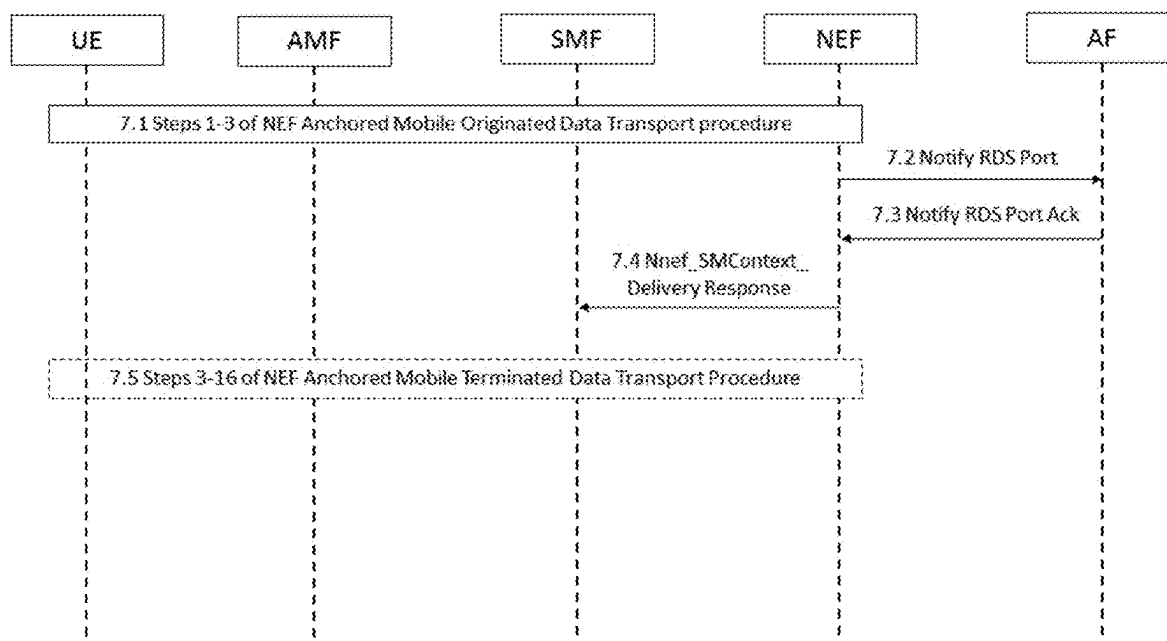 UE AMF SMF NEF AF
7.1 Steps 1-3 of NEF Anchored Mobile Originated Data Transport procedure
7.2 Notify RDS Port
7.3 Notify RDS Port Ack
7.4 Nnef_SMContext_
Delivery Response
7.5 Steps 3-16 of NEF Anchored Mobile Terminated Data Transport Procedure